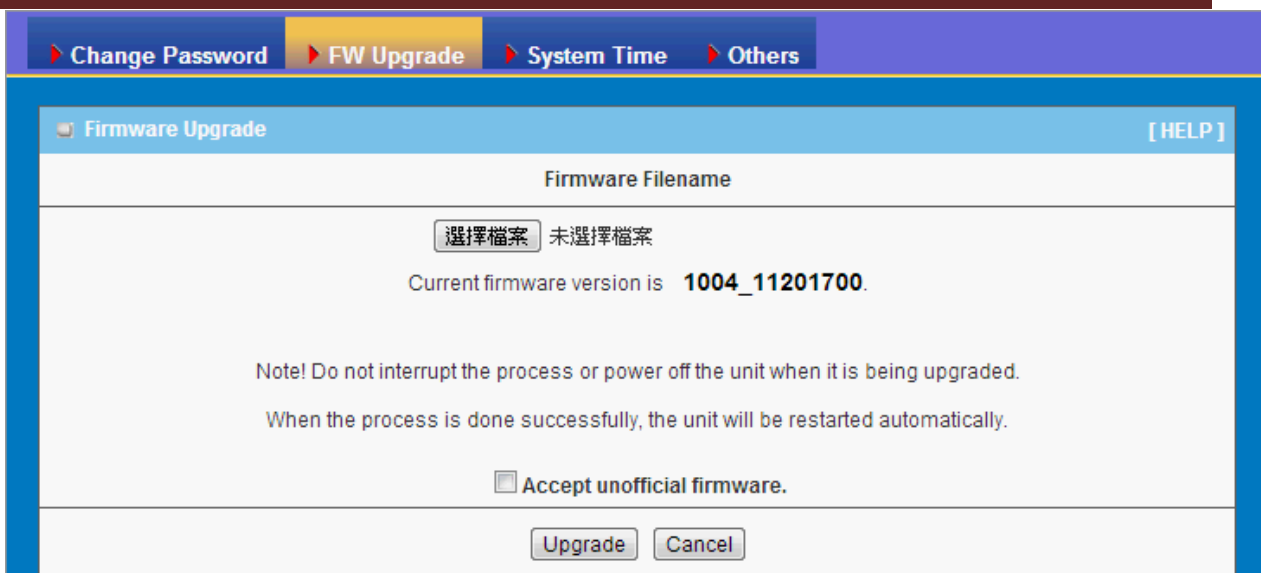 Change Password FW Upgrade System Time Others
Firmware Upgrade [ HELP ]
Firmware Filename
選擇檔案 未選擇檔案
Current firmware version is 1004_11201700.
Note! Do not interrupt the process or power off the unit when it is being upgraded.
When the process is done successfully, the unit will be restarted automatically.
Accept unofficial firmware.
Upgrade Cancel